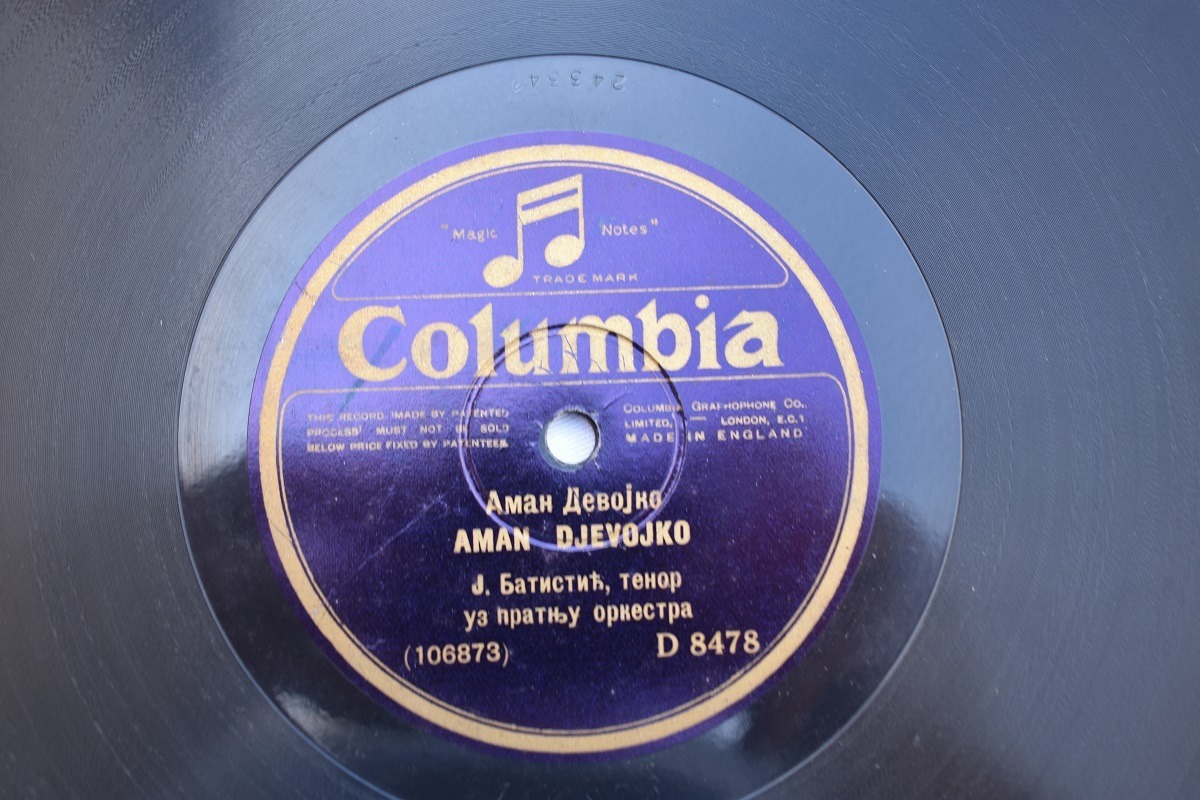 24334
"Magic Notes"
TRADE MARK
Columbia
THIS RECORD MADE BY PATENTED
PROCESS MUST NOT BE SOLD
BELOW PRICE FIXED BY PATENTEES
COLUMBIA GRAPHOPHONE CO.,
LIMITED, — LONDON, E.C.1
MADE IN ENGLAND
Аман Девојко
AMAN DJEVOJKO
Ј. Батистић, тенор
уз пратњу оркестра
(106873) D 8478